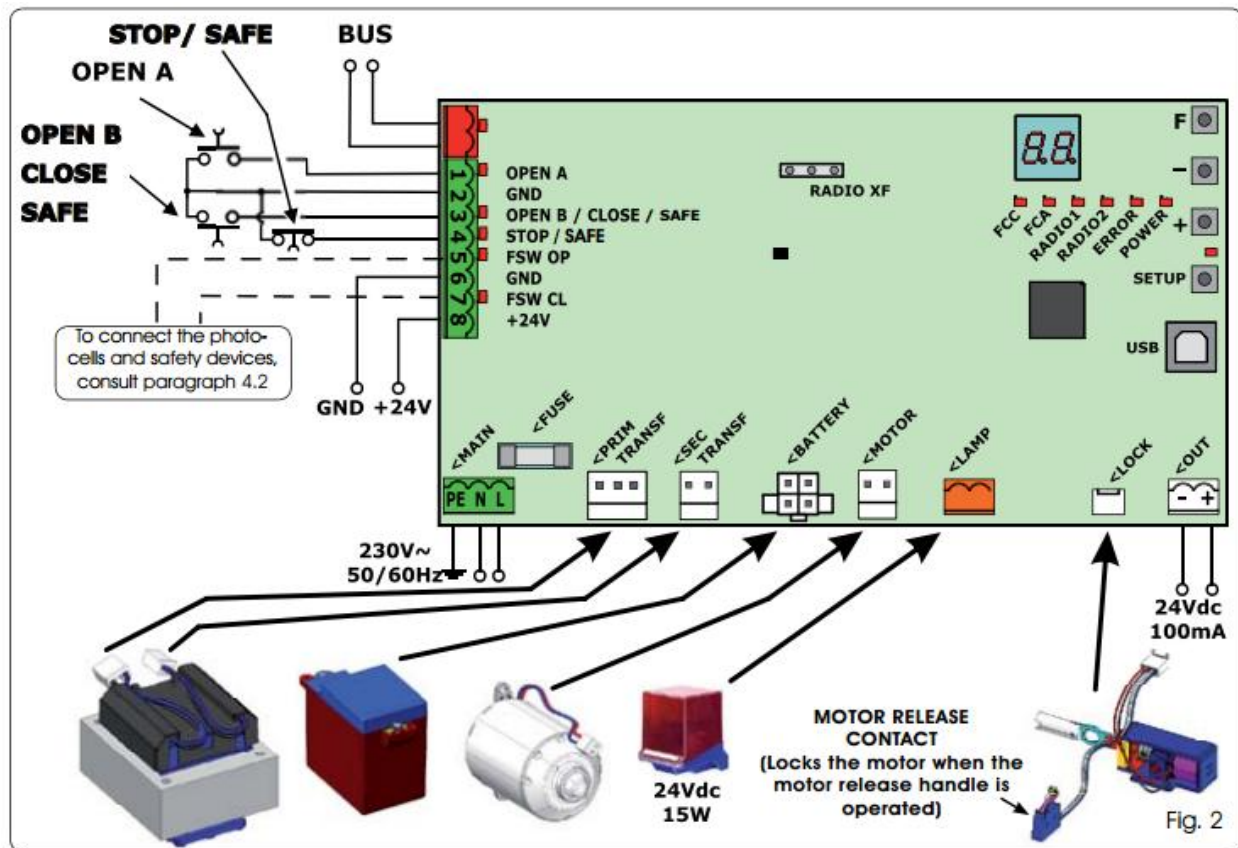 STOP/ SAFE
BUS
OPEN A
OPEN B
CLOSE
SAFE
1 OPEN A
2 GND
3 OPEN B / CLOSE / SAFE
4 STOP / SAFE
5 FSW OP
6 GND
7 FSW CL
8 +24V
RADIO XF
8.8.
F
-
+
SETUP
USB
FCC
FCA
RADIO1
RADIO2
ERROR
POWER
To connect the photo-
cells and safety devices,
consult paragraph 4.2
GND +24V
<MAIN
<FUSE
<PRIM
TRANSF
<SEC
TRANSF
<BATTERY
<MOTOR
<LAMP
<LOCK
<OUT
PE N L
- +
230V~
50/60Hz
24Vdc
100mA
24Vdc
15W
MOTOR RELEASE
CONTACT
(Locks the motor when the
motor release handle is
operated)
Fig. 2